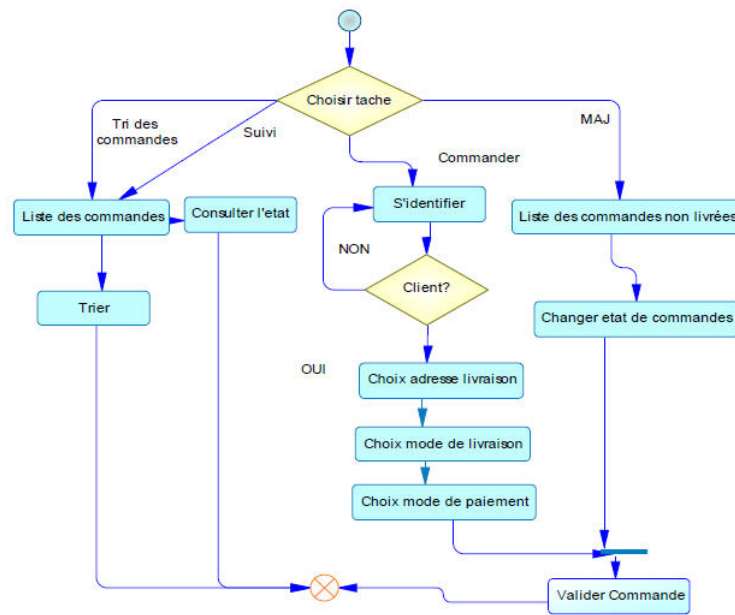 Choisir tache
Tri des
commandes
Suivi
MAJ
Commander
Liste des commandes
Consulter l'etat
S'identifier
Liste des commandes non livrées
NON
Client?
Trier
Changer etat de commandes
OUI
Choix adresse livraison
Choix mode de livraison
Choix mode de paiement
Valider Commande